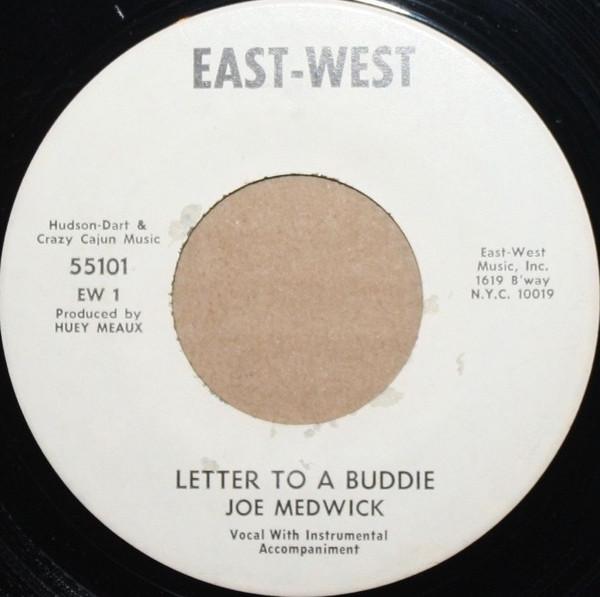 EAST-WEST
Hudson-Dart &
Crazy Cajun Music
55101
EW 1
Produced by
HUEY MEAUX
East-West
Music, Inc.
1619 B'way
N.Y.C. 10019
LETTER TO A BUDDIE
JOE MEDWICK
Vocal With Instrumental
Accompaniment